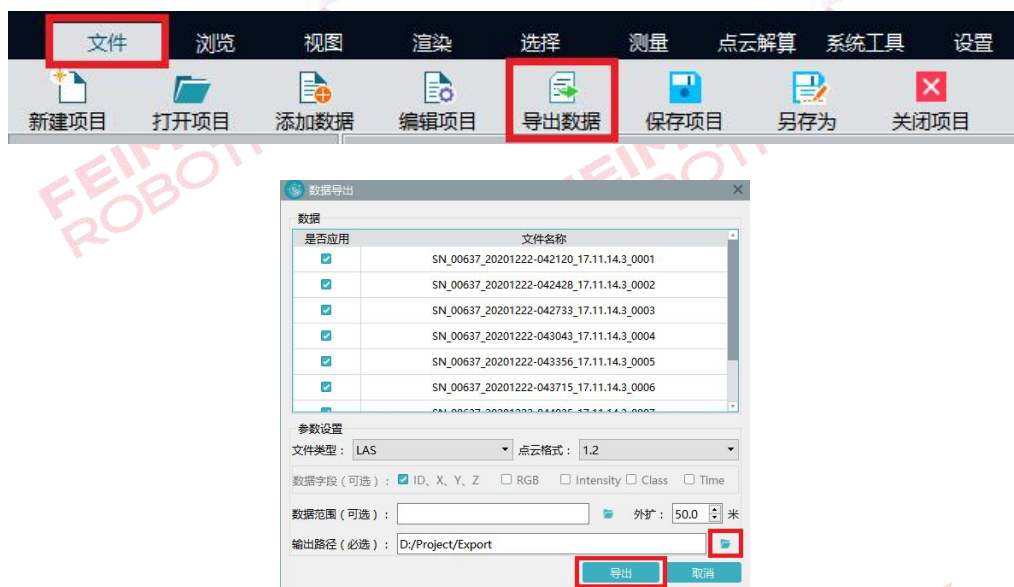 文件 浏览 视图 渲染 选择 测量 点云解算 系统工具 设置
新建项目 打开项目 添加数据 编辑项目 导出数据 保存项目 另存为 关闭项目
FEIM
ROBOTI
数据导出
数据
是否应用 文件名称
SN_00637_20201222-042120_17.11.14.3_0001
SN_00637_20201222-042428_17.11.14.3_0002
SN_00637_20201222-042733_17.11.14.3_0003
SN_00637_20201222-043043_17.11.14.3_0004
SN_00637_20201222-043356_17.11.14.3_0005
SN_00637_20201222-043715_17.11.14.3_0006
参数设置
文件类型： LAS 点云格式： 1.2
数据字段（可选）： ID、X、Y、Z RGB Intensity Class Time
数据范围（可选）： 外扩： 50.0 米
输出路径（必选）： D:/Project/Export
导出 取消